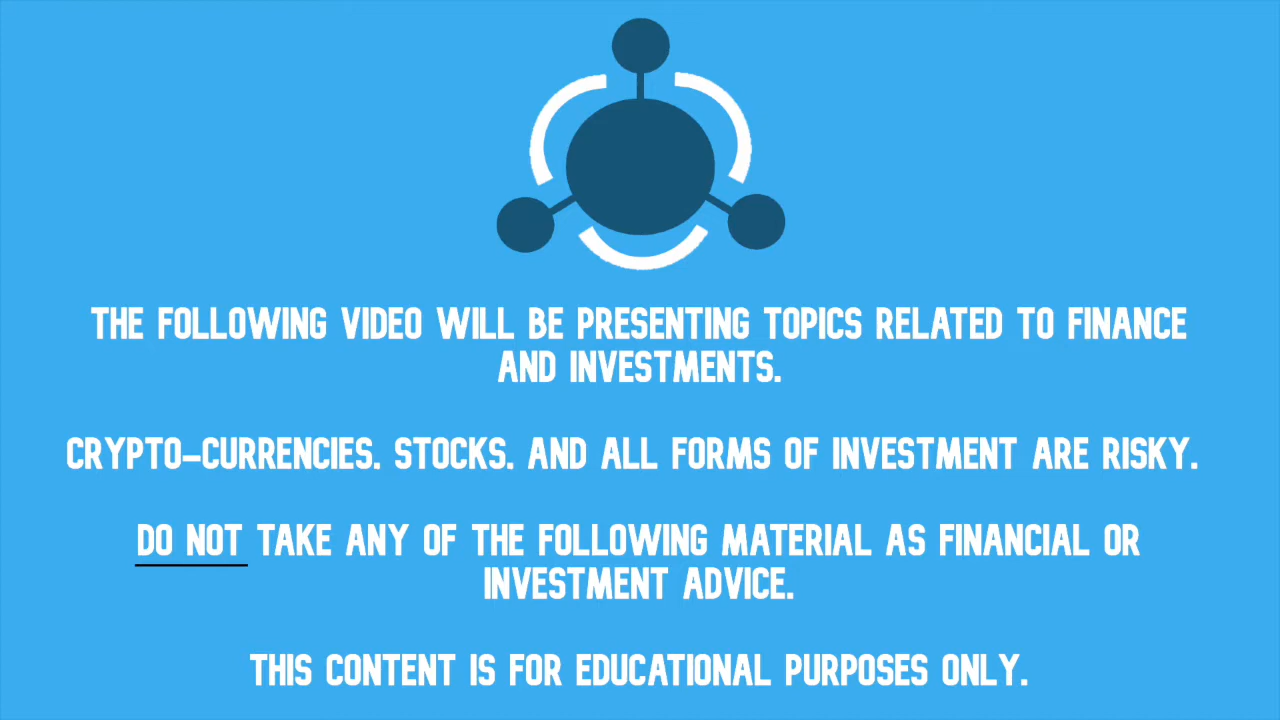 THE FOLLOWING VIDEO WILL BE PRESENTING TOPICS RELATED TO FINANCE
AND INVESTMENTS.
CRYPTO-CURRENCIES. STOCKS. AND ALL FORMS OF INVESTMENT ARE RISKY.
DO NOT TAKE ANY OF THE FOLLOWING MATERIAL AS FINANCIAL OR
INVESTMENT ADVICE.
THIS CONTENT IS FOR EDUCATIONAL PURPOSES ONLY.